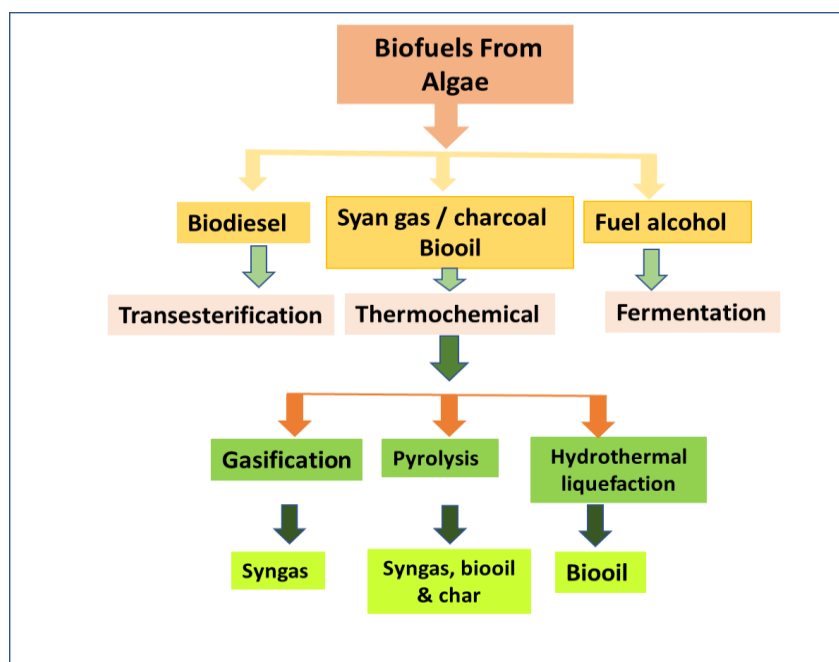 Biofuels From
Algae
Biodiesel
Syan gas / charcoal
Biooil
Fuel alcohol
Transesterification
Thermochemical
Fermentation
Gasification
Pyrolysis
Hydrothermal
liquefaction
Syngas
Syngas, biooil
& char
Biooil